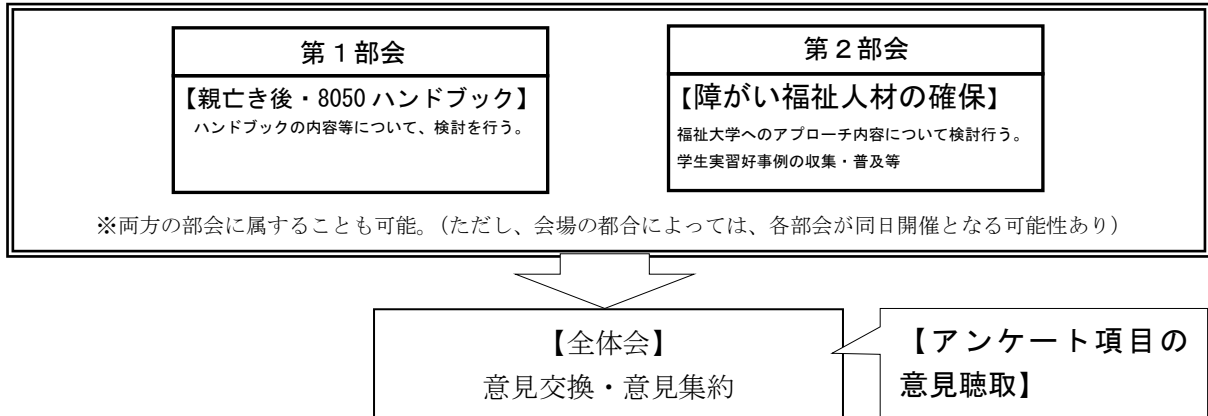 第1部会
【親亡き後・8050 ハンドブック】
ハンドブックの内容等について、検討を行う。
第2部会
【障がい福祉人材の確保】
福祉大学へのアプローチ内容について検討行う。
学生実習好事例の収集・普及等
※両方の部会に属することも可能。（ただし、会場の都合によっては、各部会が同日開催となる可能性あり）
【全体会】
意見交換・意見集約
【アンケート項目の
意見聴取】